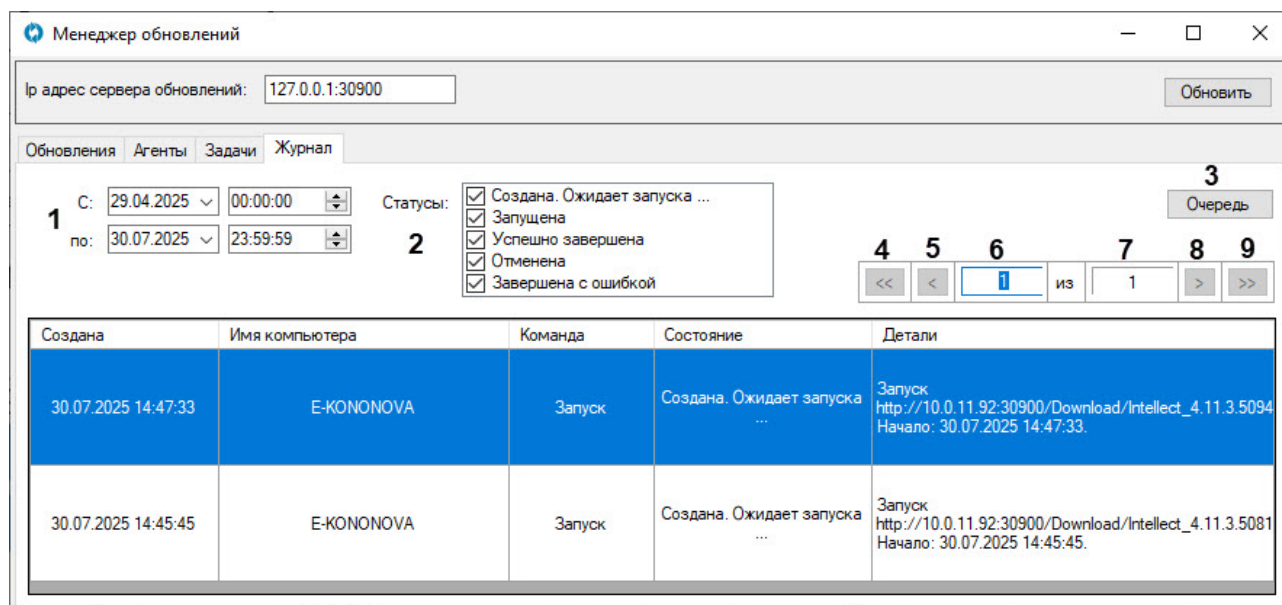 Менеджер обновлений
Ip адрес сервера обновлений: 127.0.0.1:30900 Обновить
Обновления Агенты Задачи Журнал
1
С: 29.04.2025 00:00:00
по: 30.07.2025 23:59:59
Статусы:
2
Создана. Ожидает запуска ...
Запущена
Успешно завершена
Отменена
Завершена с ошибкой
3
Очередь
4 5 6 7 8 9
<< < 1 из 1 > >>
Создана Имя компьютера Команда Состояние Детали
30.07.2025 14:47:33 E-KONONOVA Запуск
Создана. Ожидает запуска
...
Запуск
http://10.0.11.92:30900/Download/Intellect_4.11.3.5094
Начало: 30.07.2025 14:47:33.
30.07.2025 14:45:45 E-KONONOVA Запуск
Создана. Ожидает запуска
...
Запуск
http://10.0.11.92:30900/Download/Intellect_4.11.3.5081
Начало: 30.07.2025 14:45:45.